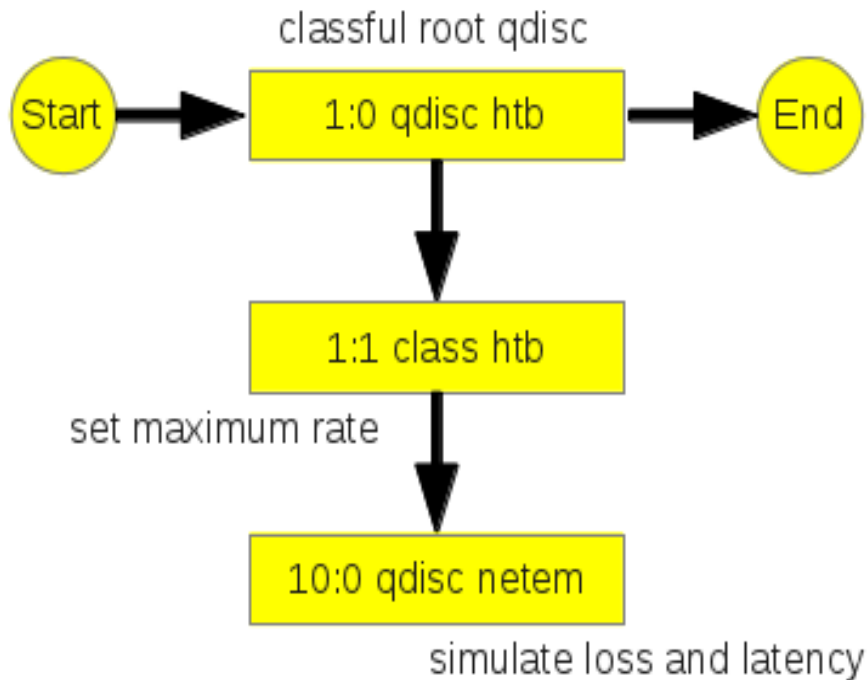 classful root qdisc
Start
1:0 qdisc htb
End
1:1 class htb
set maximum rate
10:0 qdisc netem
simulate loss and latency